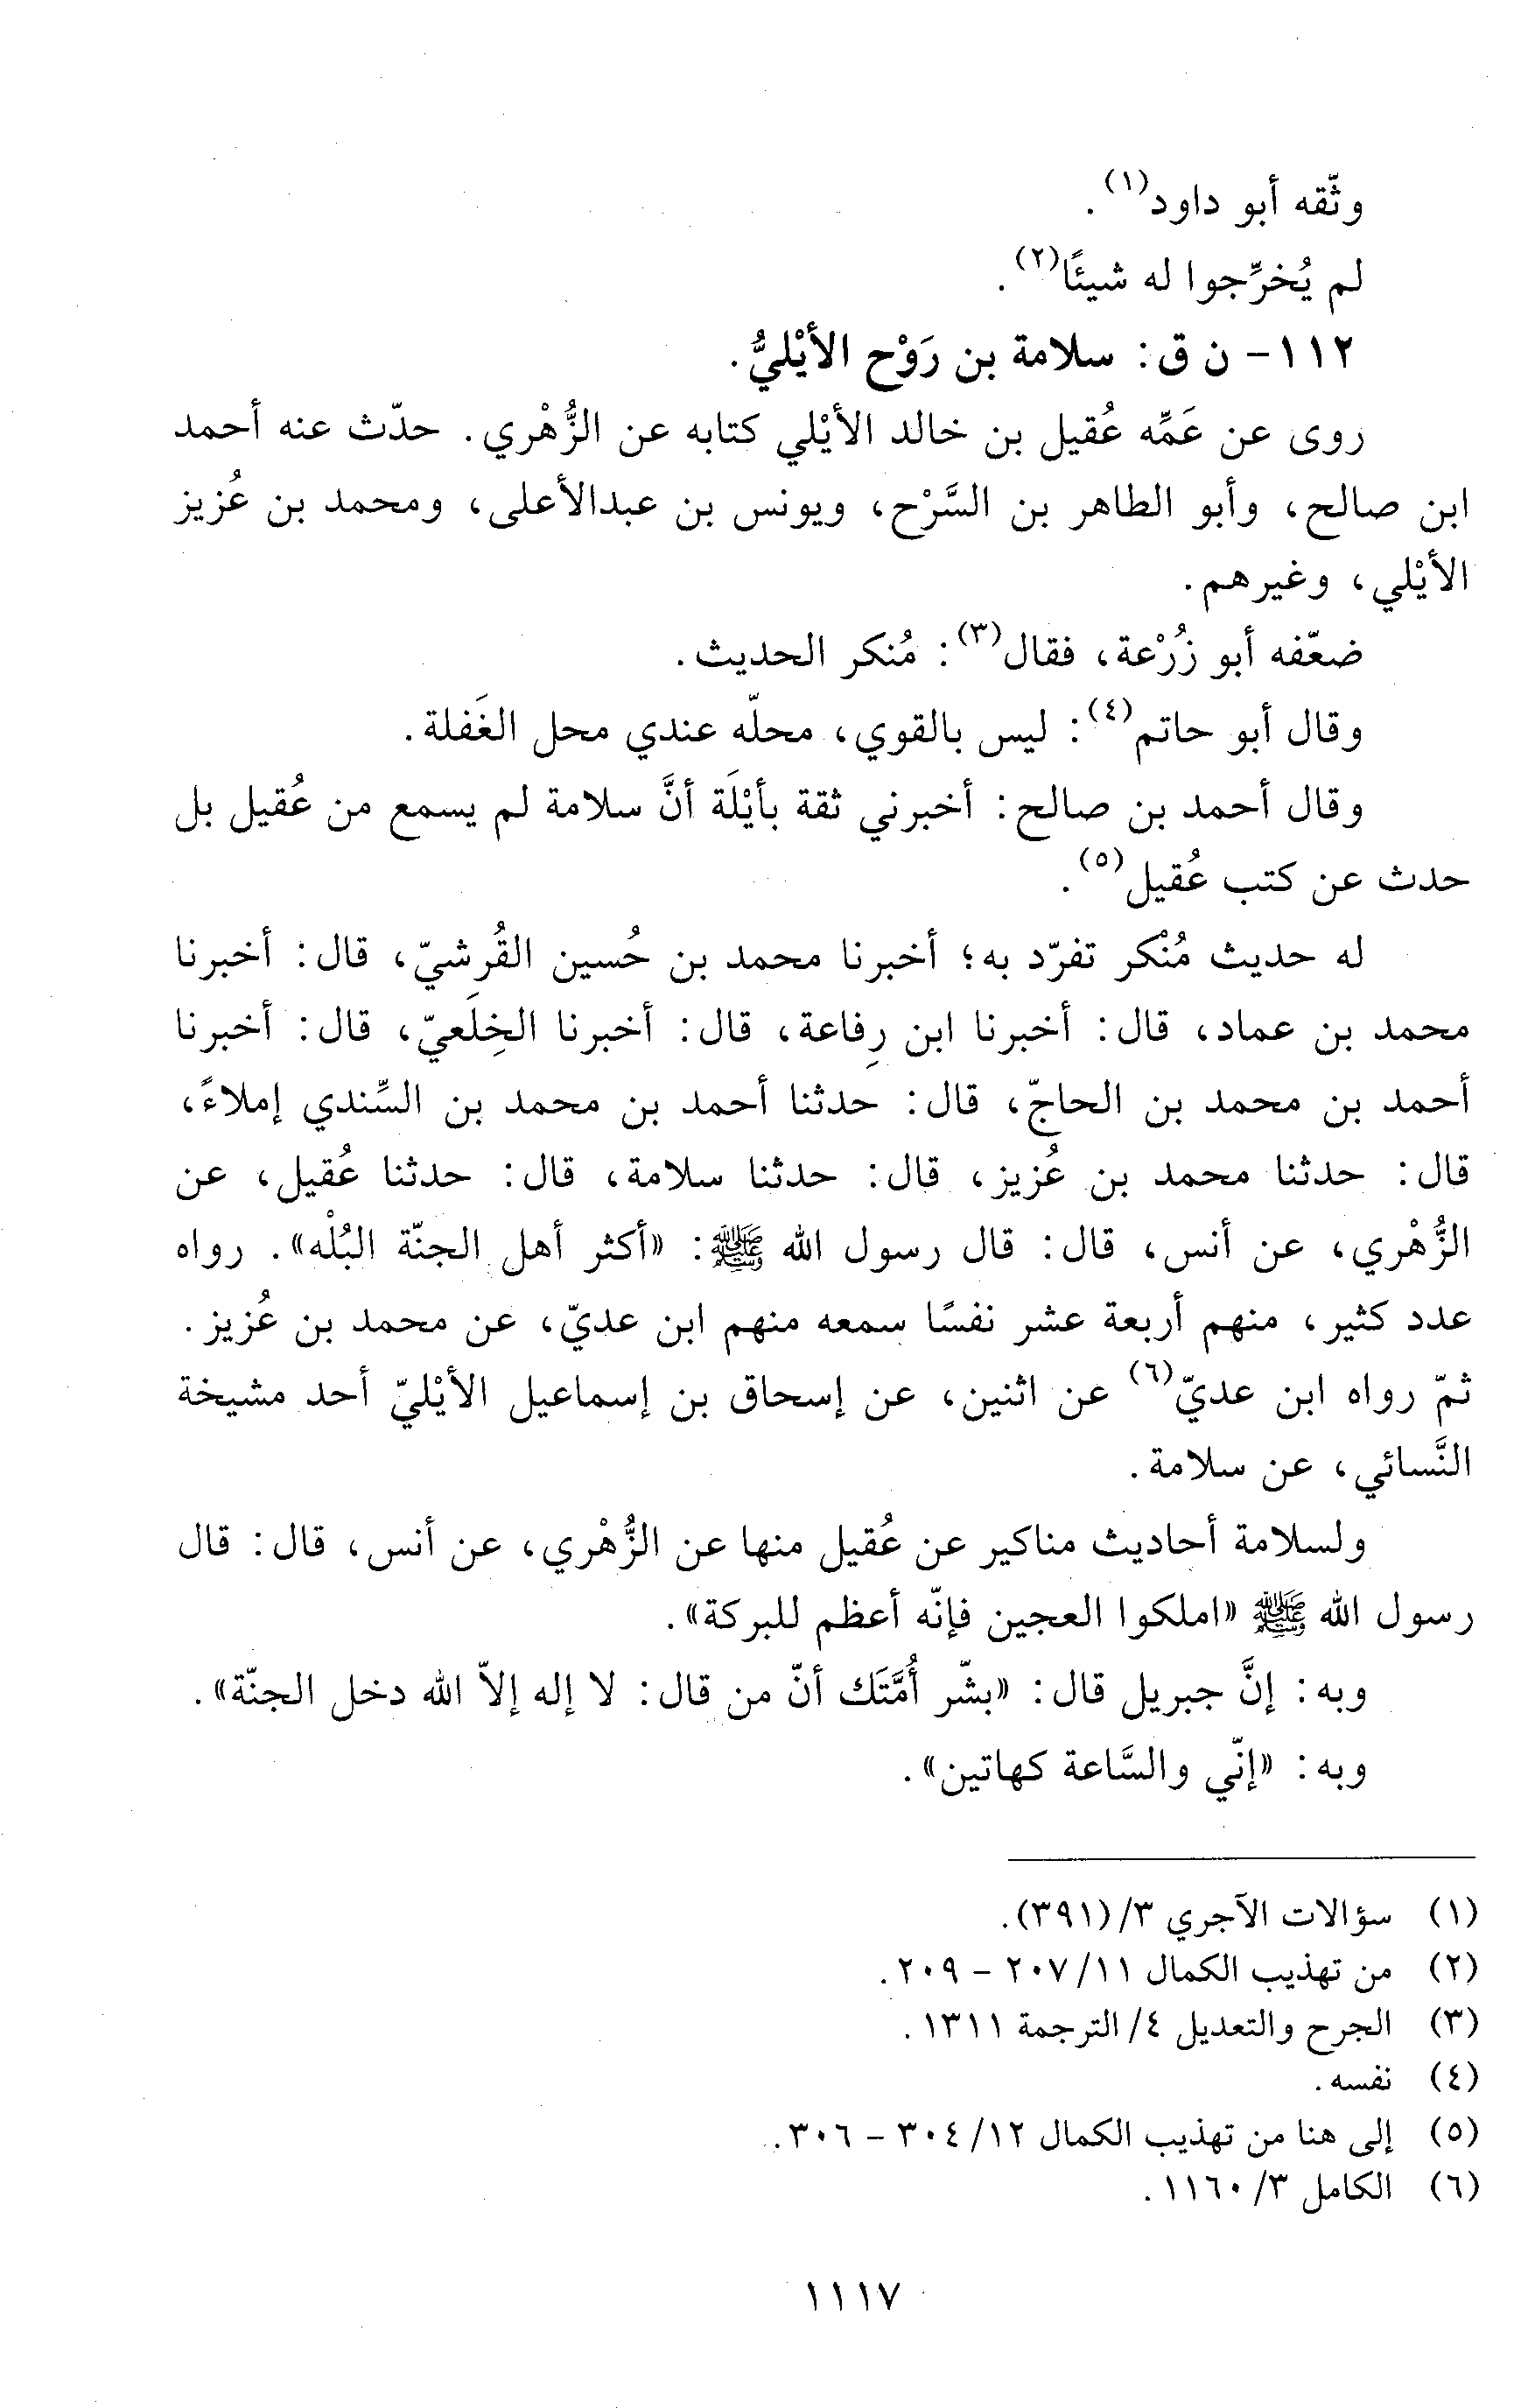 وثّقه أبو داود(١).
لم يُخرِّجوا له شيئًا(٢).
١١٢- ن ق: سلامة بن رَوْح الأيْليُّ.
روى عن عَمِّه عُقيل بن خالد الأيْلي كتابه عن الزُّهْري. حدّث عنه أحمد
ابن صالح، وأبو الطاهر بن السَّرْح، ويونس بن عبدالأعلى، ومحمد بن عُزيز
الأيْلي، وغيرهم.
ضعّفه أبو زُرْعة، فقال(٣): مُنكر الحديث.
وقال أبو حاتم(٤): ليس بالقوي، محلّه عندي محل الغَفلة.
وقال أحمد بن صالح: أخبرني ثقة بأيْلَة أنَّ سلامة لم يسمع من عُقيل بل
حدث عن كتب عُقيل(٥).
له حديث مُنْكر تفرّد به؛ أخبرنا محمد بن حُسين القُرشيّ، قال: أخبرنا
محمد بن عماد، قال: أخبرنا ابن رِفاعة، قال: أخبرنا الخِلَعيّ، قال: أخبرنا
أحمد بن محمد بن الحاجّ، قال: حدثنا أحمد بن محمد بن السِّندي إملاءً،
قال: حدثنا محمد بن عُزيز، قال: حدثنا سلامة، قال: حدثنا عُقيل، عن
الزُّهْري، عن أنس، قال: قال رسول الله ﷺ: «أكثر أهل الجنّة البُلْه». رواه
عدد كثير، منهم أربعة عشر نفسًا سمعه منهم ابن عديّ، عن محمد بن عُزيز.
ثمّ رواه ابن عديّ(٦) عن اثنين، عن إسحاق بن إسماعيل الأيْليّ أحد مشيخة
النَّسائي، عن سلامة.
ولسلامة أحاديث مناكير عن عُقيل منها عن الزُّهْري، عن أنس، قال: قال
رسول الله ﷺ «املكوا العجين فإنّه أعظم للبركة».
وبه: إنَّ جبريل قال: «بشّر أُمَّتَك أنّ من قال: لا إله إلاّ الله دخل الجنّة».
وبه: «إنّي والسَّاعة كهاتين».
(١) سؤالات الآجري ٣/ (٣٩١).
(٢) من تهذيب الكمال ١١/ ٢٠٧ - ٢٠٩.
(٣) الجرح والتعديل ٤/ الترجمة ١٣١١.
(٤) نفسه.
(٥) إلى هنا من تهذيب الكمال ١٢/ ٣٠٤ - ٣٠٦.
(٦) الكامل ٣/ ١١٦٠.
١١١٧